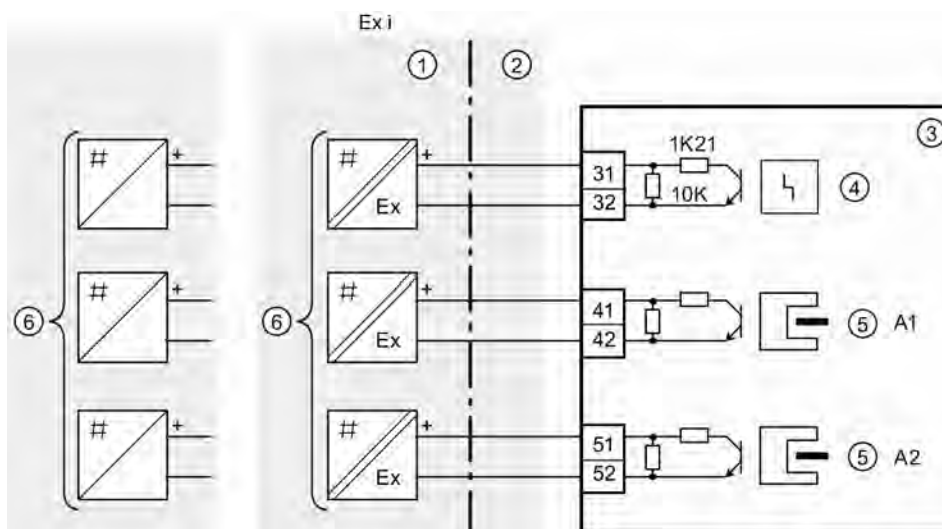 Ex i
1 2
3
# +
# + Ex
31
32
1K21
10K
4
6
# +
6
# + Ex
41
42
5 A1
# +
# + Ex
51
52
5 A2